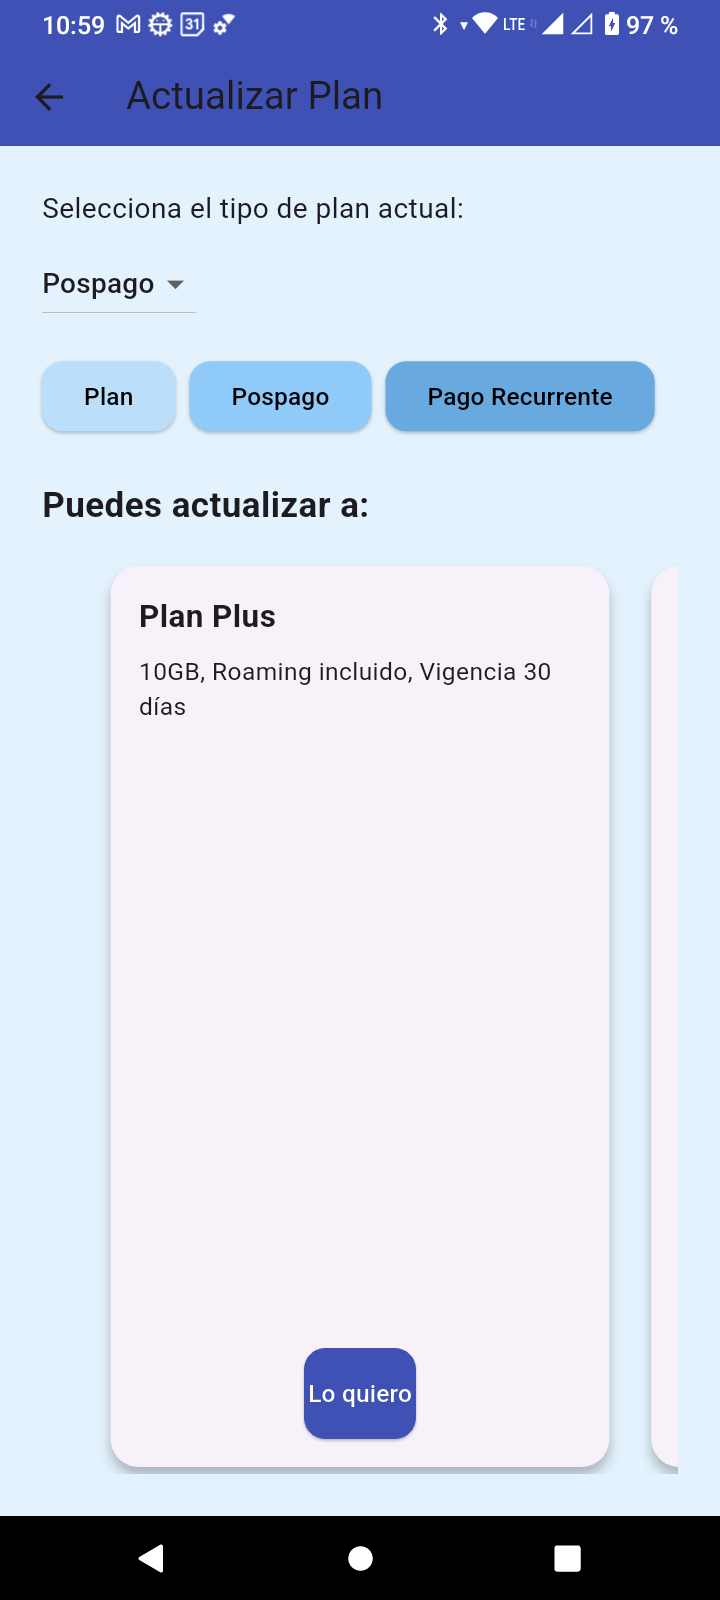 10:59 31 LTE 97 %
Actualizar Plan
Selecciona el tipo de plan actual:
Pospago
Plan Pospago Pago Recurrente
Puedes actualizar a:
Plan Plus
10GB, Roaming incluido, Vigencia 30
días
Lo quiero